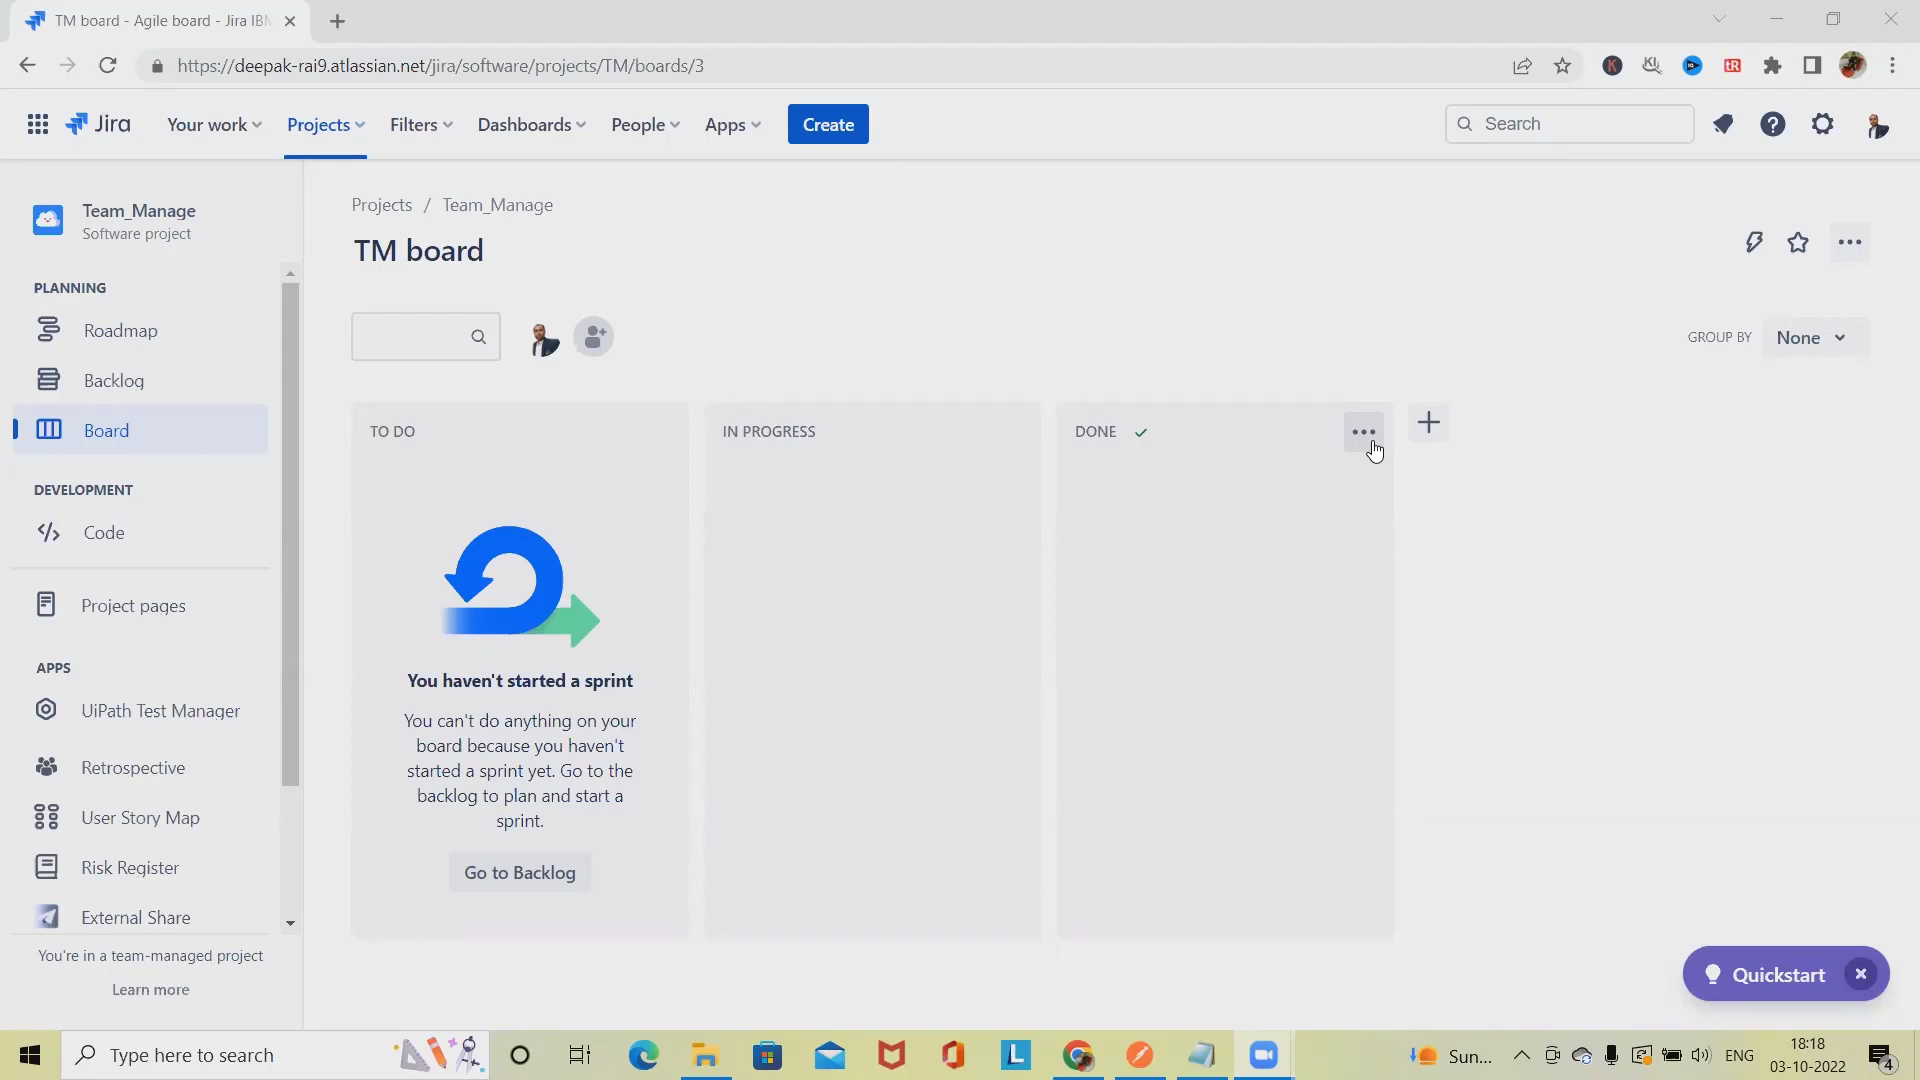 TM board - Agile board - Jira IBM
https://deepak-rai9.atlassian.net/jira/software/projects/TM/boards/3
K
KI
tR
Jira
Your work
Projects
Filters
Dashboards
People
Apps
Create
Search
Team_Manage
Software project
PLANNING
Roadmap
Backlog
Board
DEVELOPMENT
Code
Project pages
APPS
UiPath Test Manager
Retrospective
User Story Map
Risk Register
External Share
You're in a team-managed project
Learn more
Projects / Team_Manage
TM board
GROUP BY
None
TO DO
IN PROGRESS
DONE
You haven't started a sprint
You can't do anything on your
board because you haven't
started a sprint yet. Go to the
backlog to plan and start a
sprint.
Go to Backlog
Quickstart
Type here to search
L
Sun...
ENG
18:18
03-10-2022
4